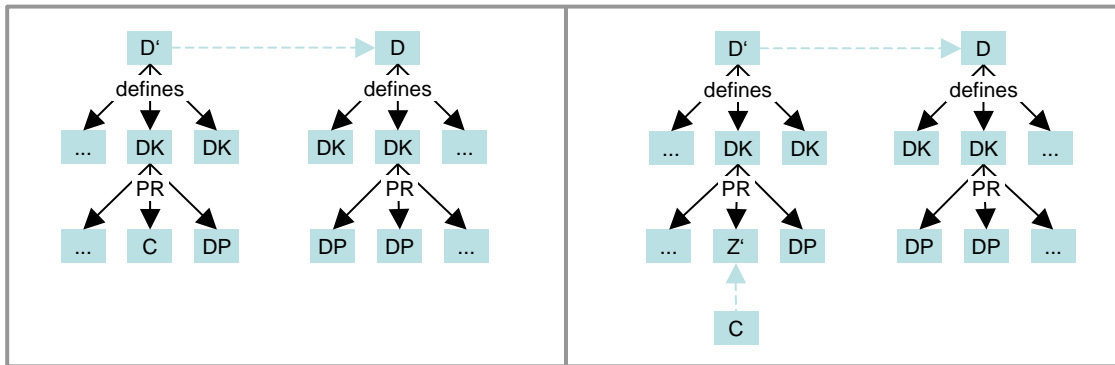 D‘ D
defines defines
... DK DK DK DK ...
PR PR
... C DP DP DP ...
D‘ D
defines defines
... DK DK DK DK ...
PR PR
... Z‘ DP DP DP ...
C